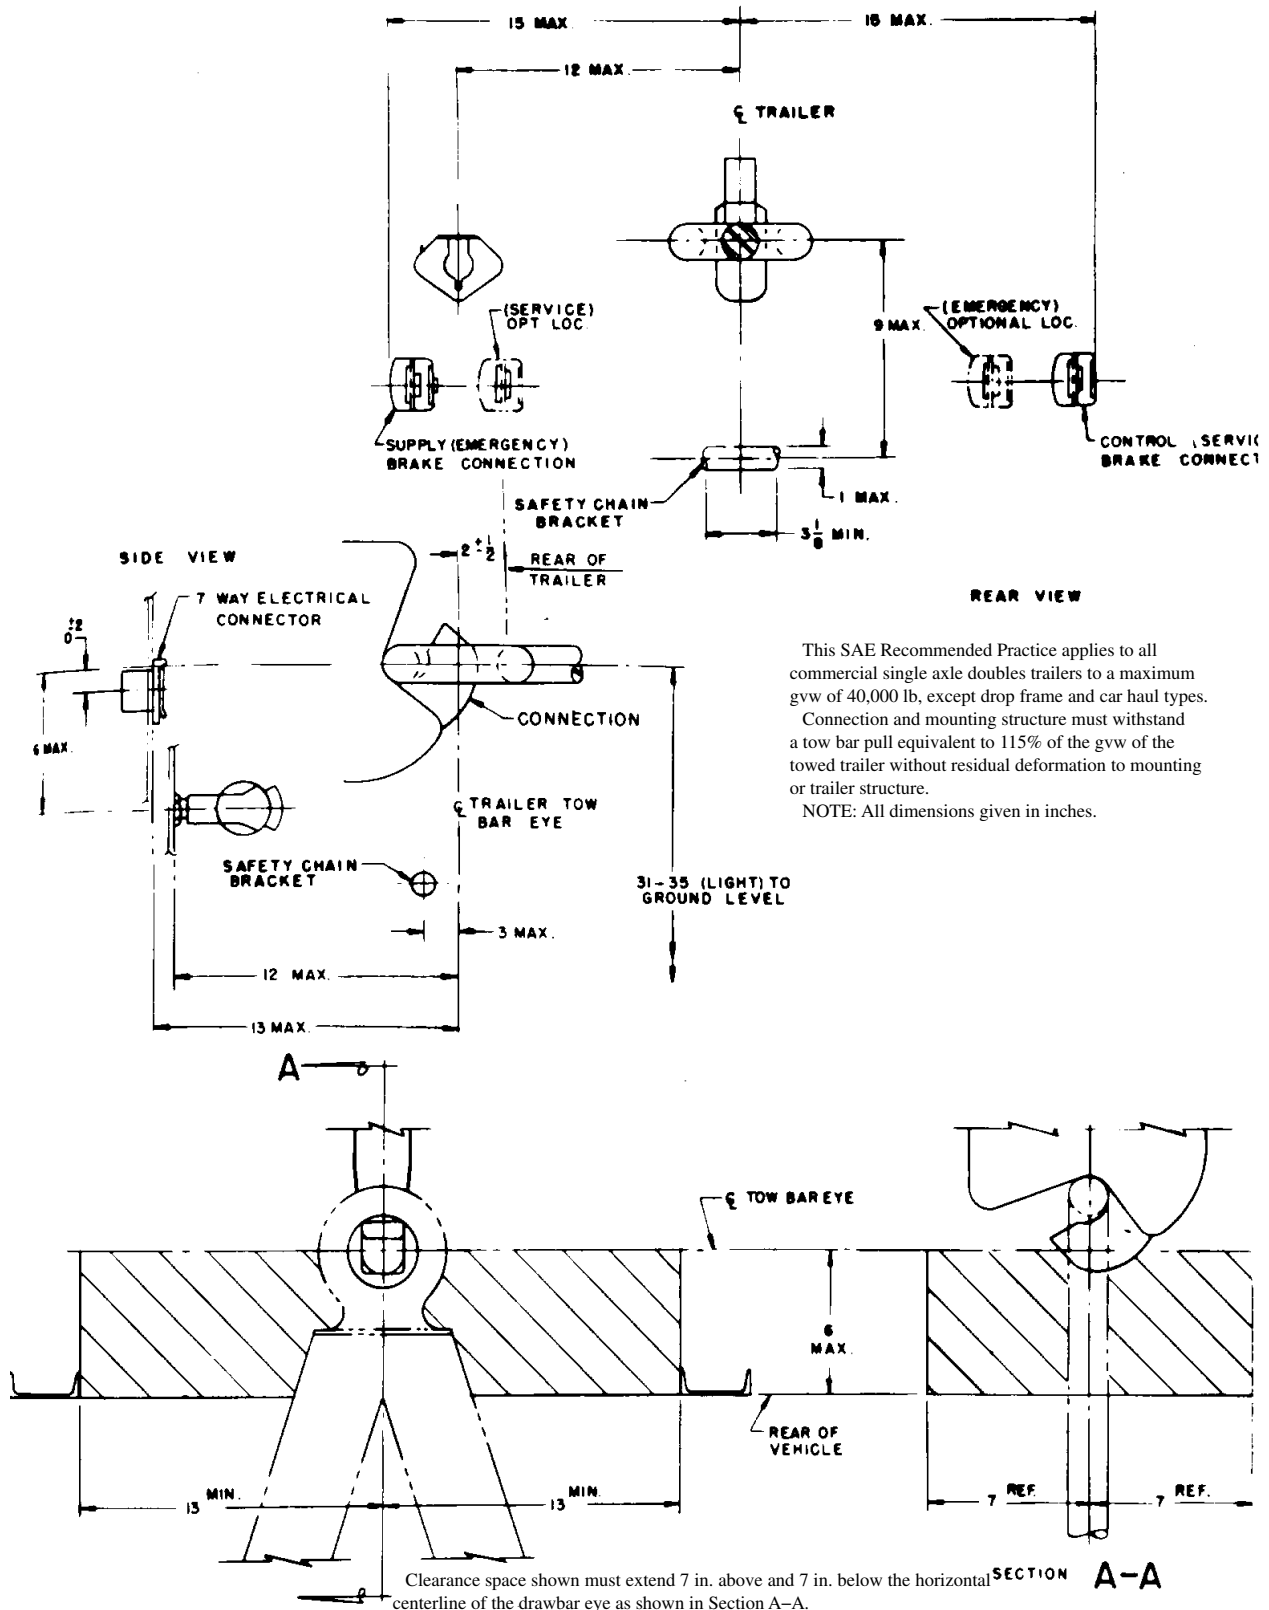 15 MAX.
15 MAX.
12 MAX.
℄ TRAILER
(SERVICE)
OPT LOC.
(EMERGENCY)
OPTIONAL LOC.
9 MAX.
SUPPLY (EMERGENCY)
BRAKE CONNECTION
CONTROL (SERVIC
BRAKE CONNECT
1 MAX.
SAFETY CHAIN
BRACKET
3 1/8 MIN.
SIDE VIEW
2 ± 1/2
REAR OF
TRAILER
REAR VIEW
7 WAY ELECTRICAL
CONNECTOR
+2
0
This SAE Recommended Practice applies to all
commercial single axle doubles trailers to a maximum
gvw of 40,000 lb, except drop frame and car haul types.
Connection and mounting structure must withstand
a tow bar pull equivalent to 115% of the gvw of the
towed trailer without residual deformation to mounting
or trailer structure.
NOTE: All dimensions given in inches.
CONNECTION
6 MAX.
℄ TRAILER TOW
BAR EYE
SAFETY CHAIN
BRACKET
31-35 (LIGHT) TO
GROUND LEVEL
3 MAX.
12 MAX.
13 MAX.
A
℄ TOW BAR EYE
6
MAX.
REAR OF
VEHICLE
13 MIN.
13 MIN.
7 REF.
7 REF.
SECTION A-A
Clearance space shown must extend 7 in. above and 7 in. below the horizontal
centerline of the drawbar eye as shown in Section A–A.